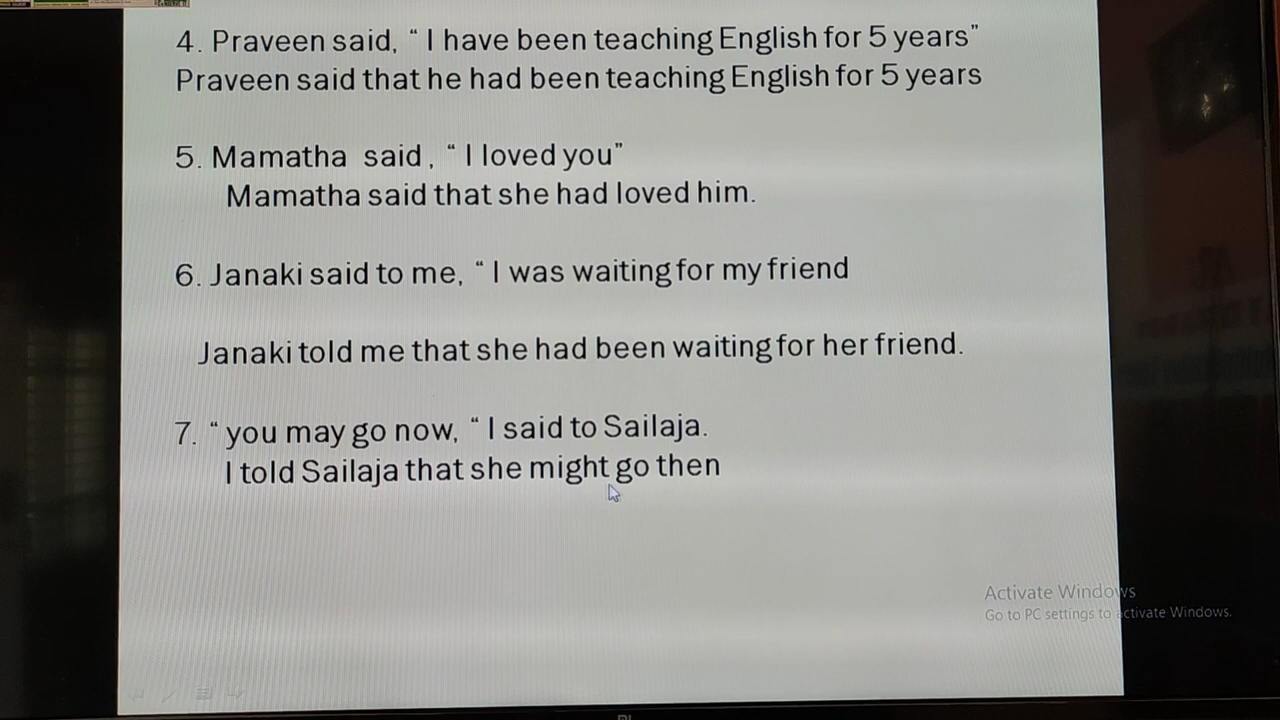 4. Praveen said, “ I have been teaching English for 5 years”
Praveen said that he had been teaching English for 5 years
5. Mamatha said , “ I loved you”
Mamatha said that she had loved him.
6. Janaki said to me, “ I was waiting for my friend
Janaki told me that she had been waiting for her friend.
7. “ you may go now, “ I said to Sailaja.
I told Sailaja that she might go then
Activate Windows
Go to PC settings to activate Windows.